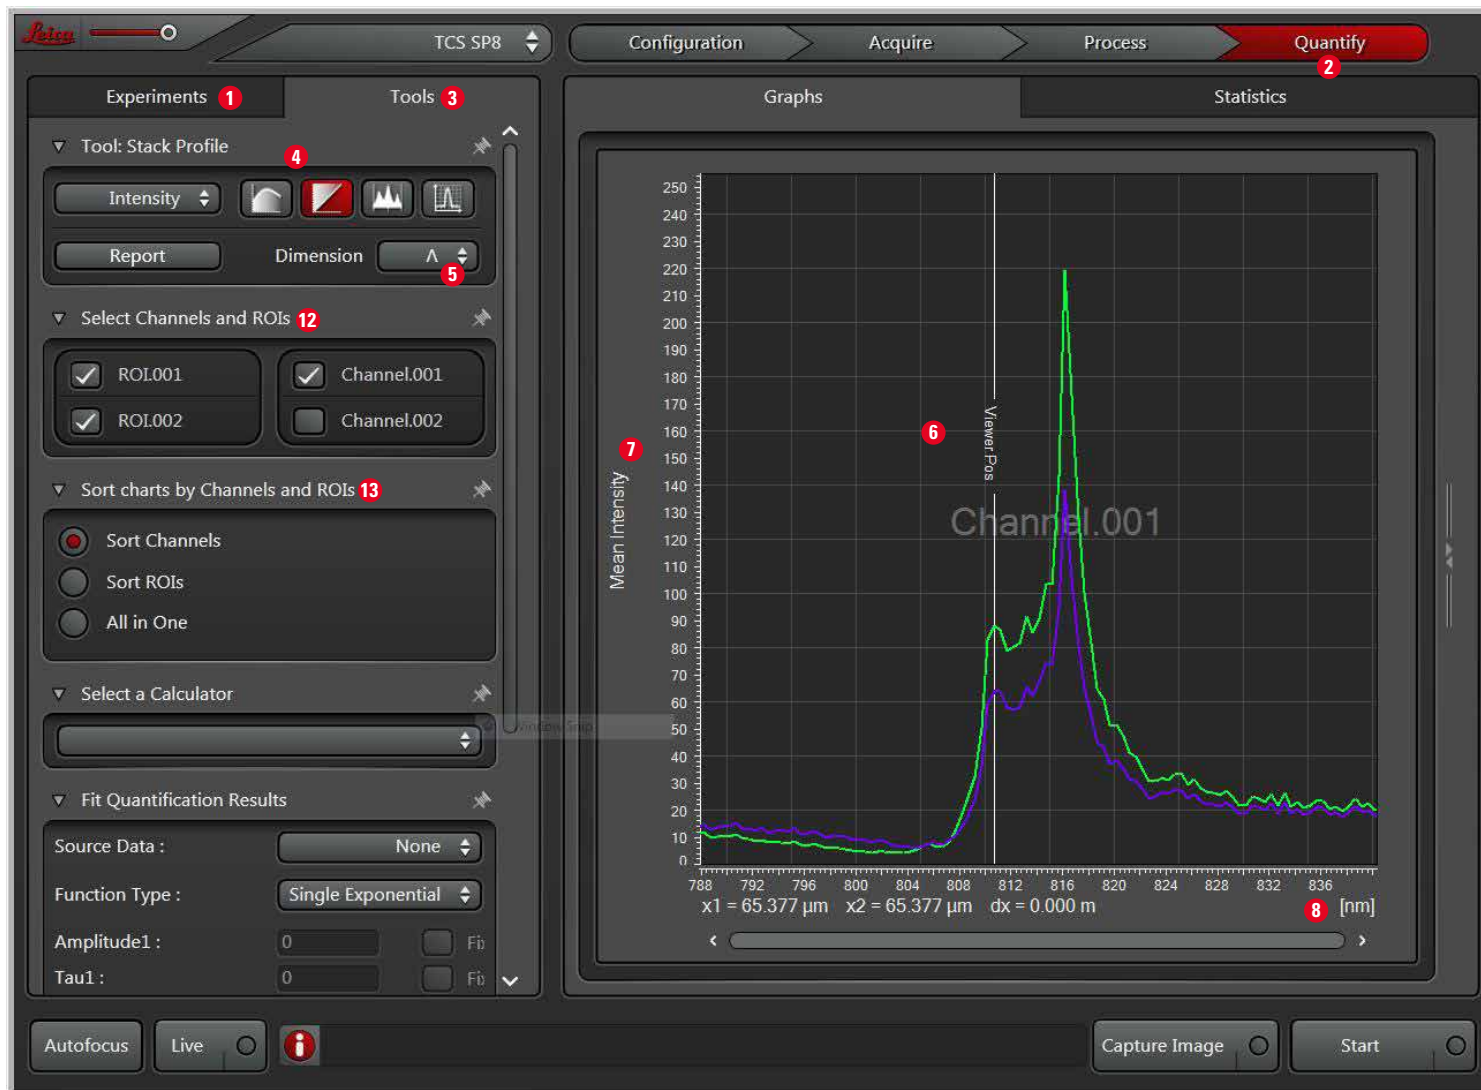 Leica
TCS SP8
Configuration
Acquire
Process
Quantify
2
Experiments 1
Tools 3
Graphs
Statistics
Tool: Stack Profile
4
Intensity
Report
Dimension
Λ
5
Select Channels and ROIs 12
ROI.001
Channel.001
ROI.002
Channel.002
Sort charts by Channels and ROIs 13
Sort Channels
Sort ROIs
All in One
Select a Calculator
Window Snip
Fit Quantification Results
Source Data :
None
Function Type :
Single Exponential
Amplitude1 :
0
Tau1 :
0
250
240
230
220
210
200
190
180
170
160
150
140
130
120
110
100
90
80
70
60
50
40
30
20
10
0
7
Mean Intensity
6
Viewer.Pos
Channel.001
788 792 796 800 804 808 812 816 820 824 828 832 836
x1 = 65.377 µm x2 = 65.377 µm dx = 0.000 m
8
[nm]
Autofocus
Live
i
Capture Image
Start